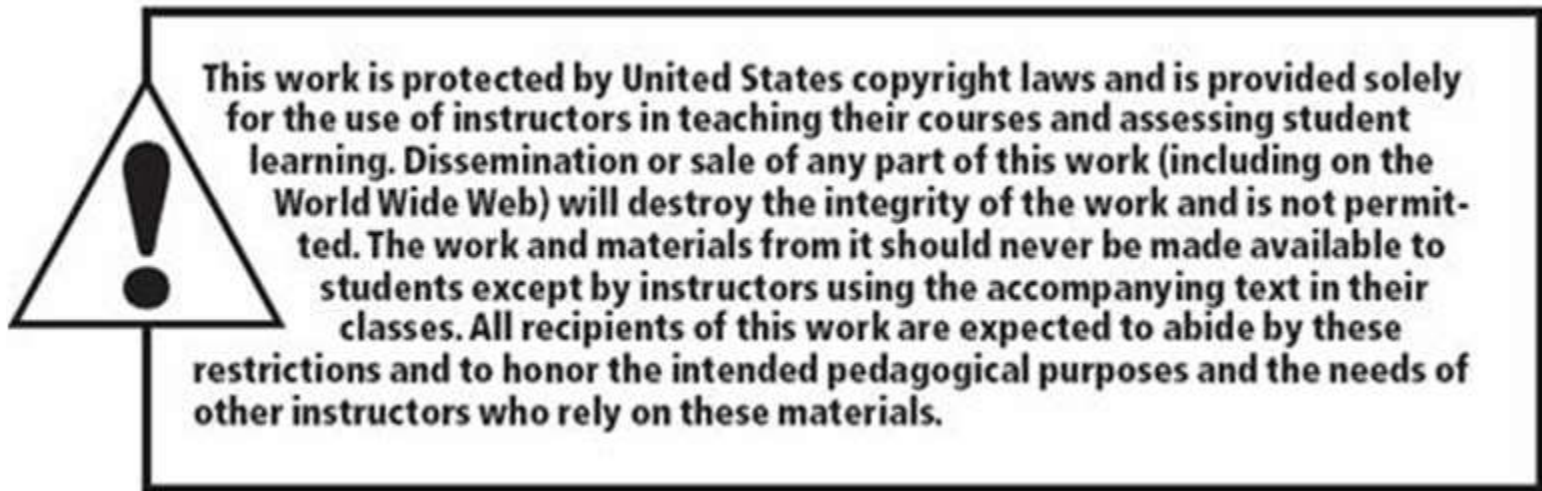 This work is protected by United States copyright laws and is provided solely
for the use of instructors in teaching their courses and assessing student
learning. Dissemination or sale of any part of this work (including on the
World Wide Web) will destroy the integrity of the work and is not permit-
ted. The work and materials from it should never be made available to
students except by instructors using the accompanying text in their
classes. All recipients of this work are expected to abide by these
restrictions and to honor the intended pedagogical purposes and the needs of
other instructors who rely on these materials.